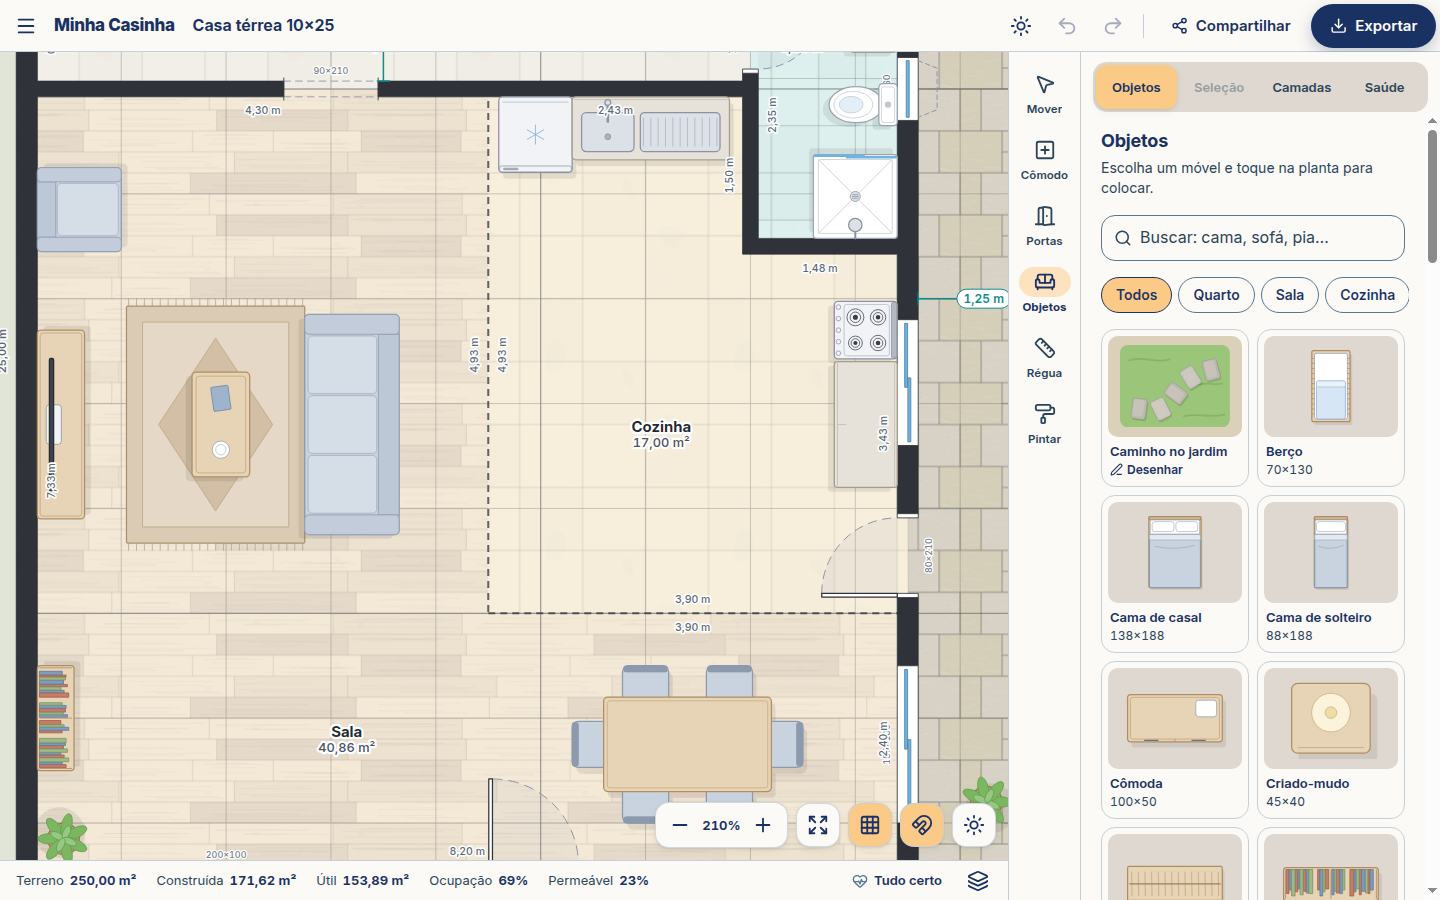 Minha Casinha
Casa térrea 10×25
Compartilhar
Exportar
90×210
4,30 m
2,43 m
2,35 m
1,50 m
1,48 m
1,25 m
25,00 m
4,93 m
4,93 m
Cozinha
17,00 m²
3,43 m
7,33 m
80×210
3,90 m
3,90 m
Sala
40,86 m²
2,40 m
8,20 m
200×100
210%
Mover
Cômodo
Portas
Objetos
Régua
Pintar
Objetos
Seleção
Camadas
Saúde
Objetos
Escolha um móvel e toque na planta para
colocar.
Buscar: cama, sofá, pia...
Todos
Quarto
Sala
Cozinha
Caminho no jardim
Desenhar
Berço
70×130
Cama de casal
138×188
Cama de solteiro
88×188
Cômoda
100×50
Criado-mudo
45×40
Terreno 250,00 m²
Construída 171,62 m²
Útil 153,89 m²
Ocupação 69%
Permeável 23%
Tudo certo